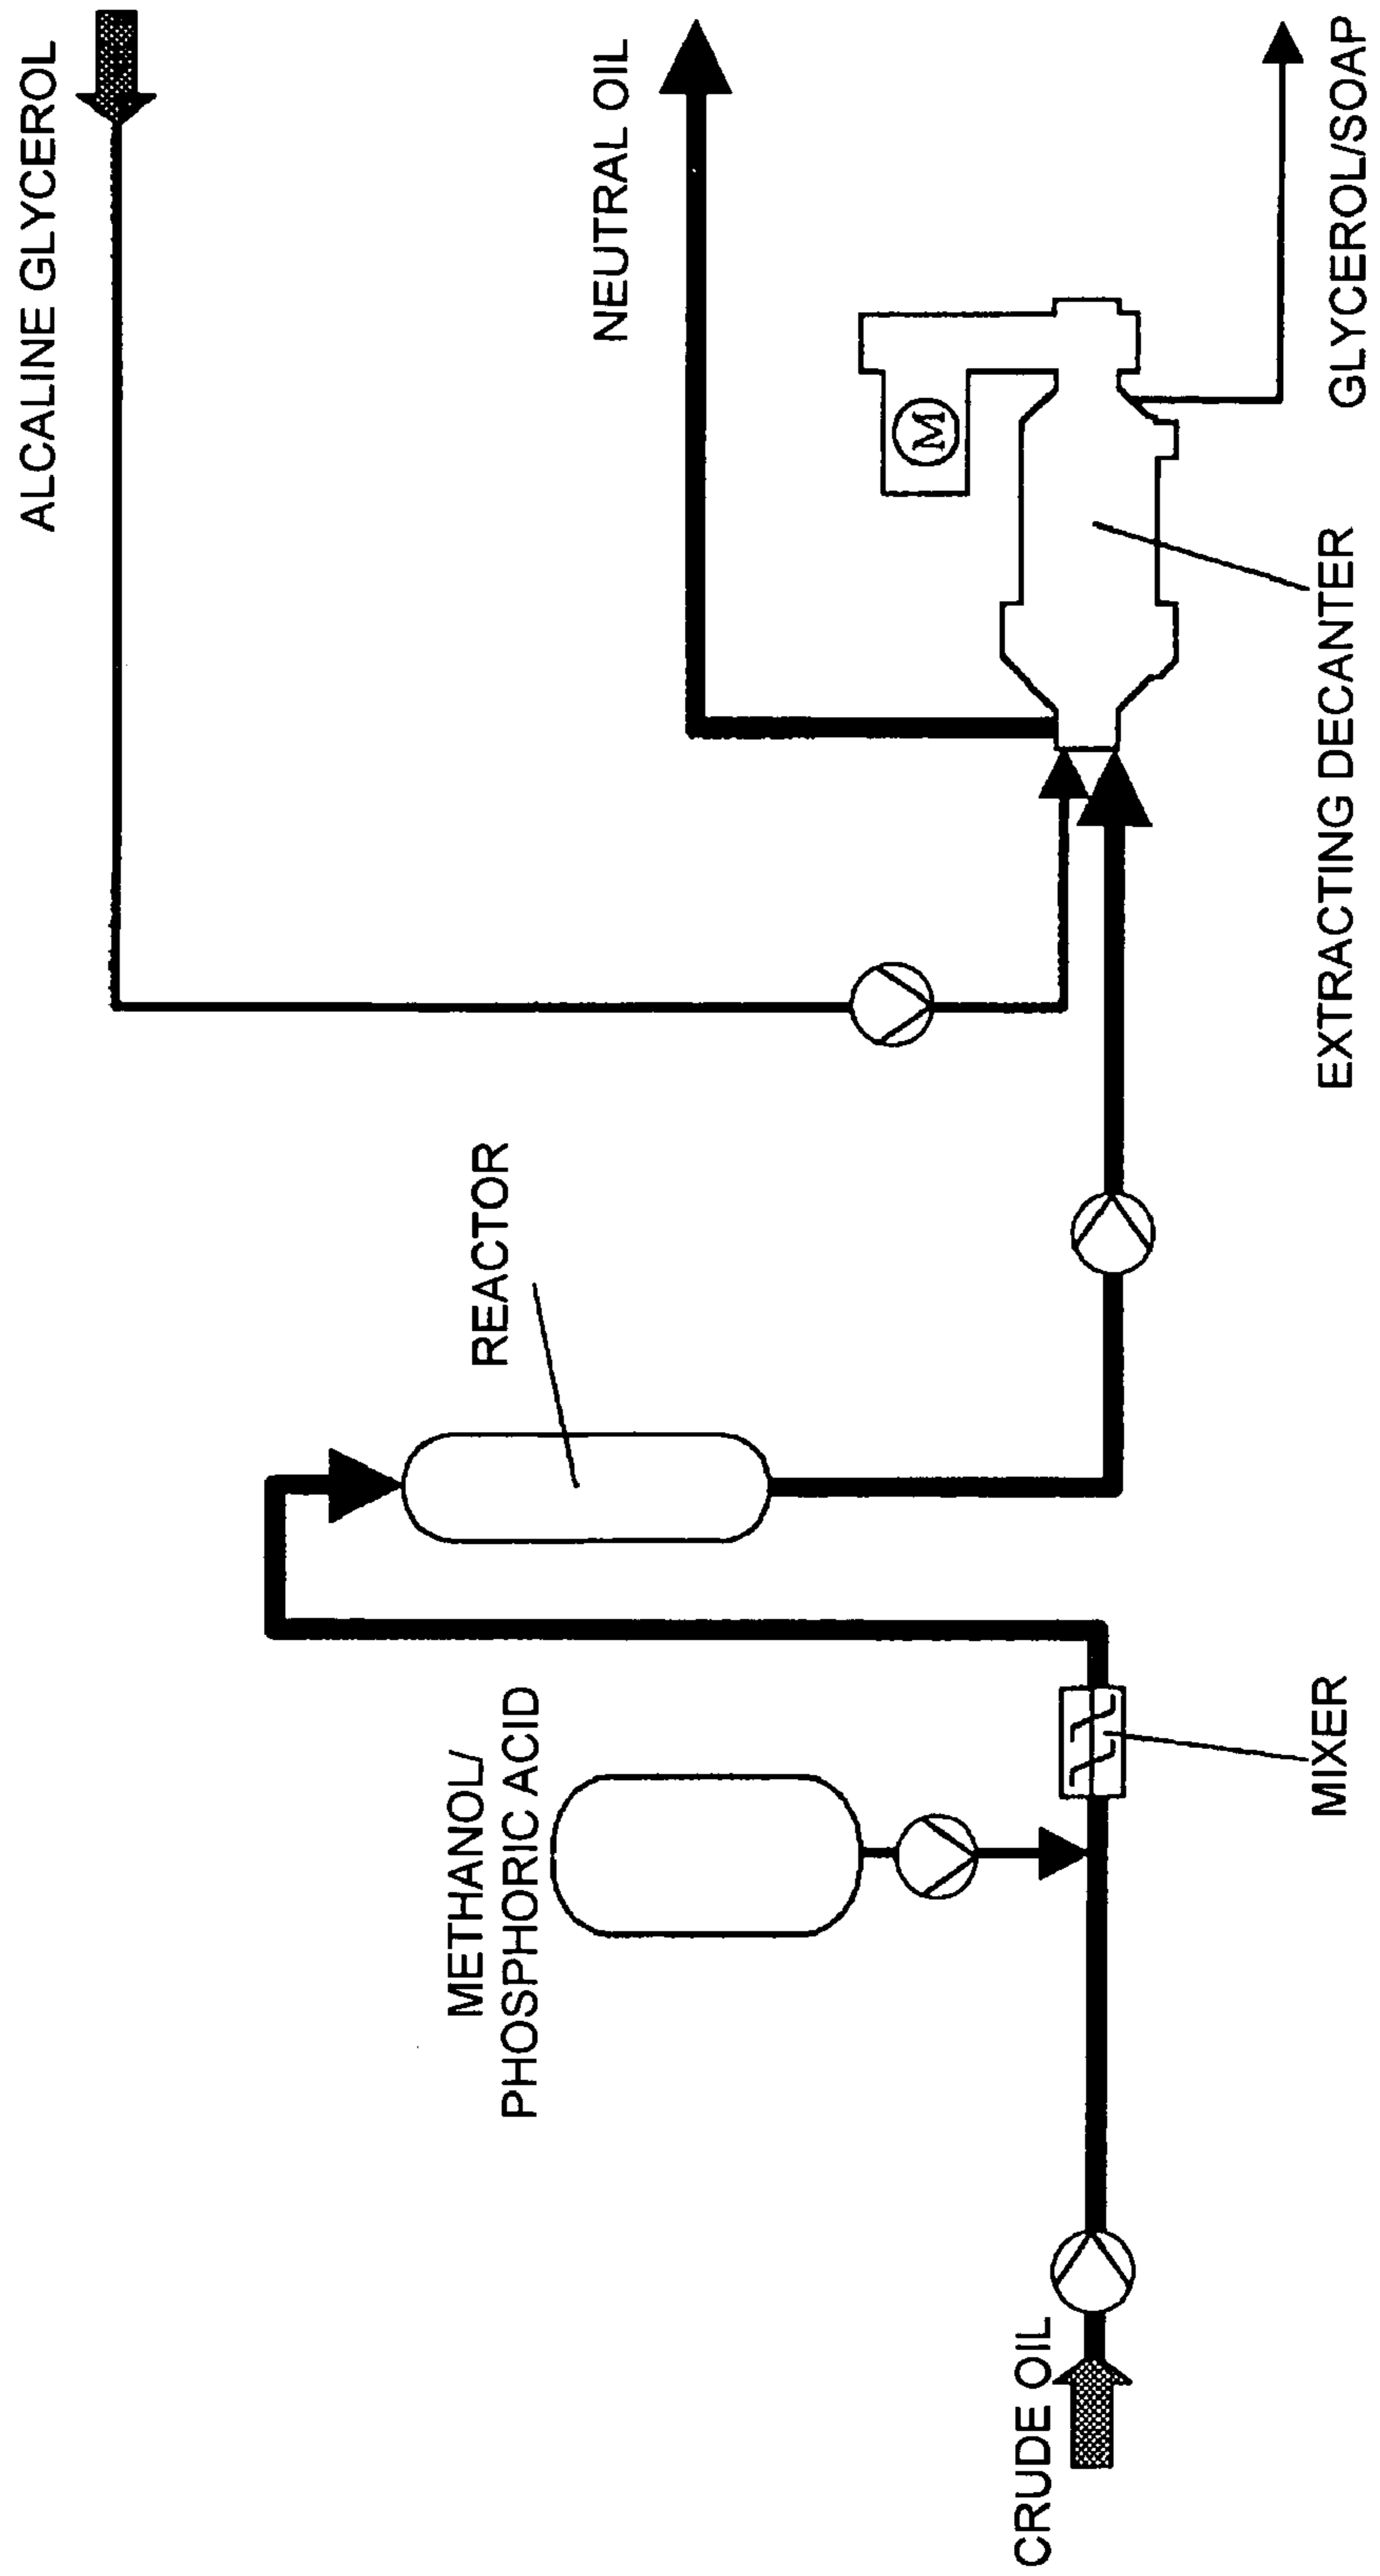 ALCALINE GLYCEROL
NEUTRAL OIL
M
GLYCEROL/SOAP
EXTRACTING DECANTER
REACTOR
METHANOL/
PHOSPHORIC ACID
MIXER
CRUDE OIL